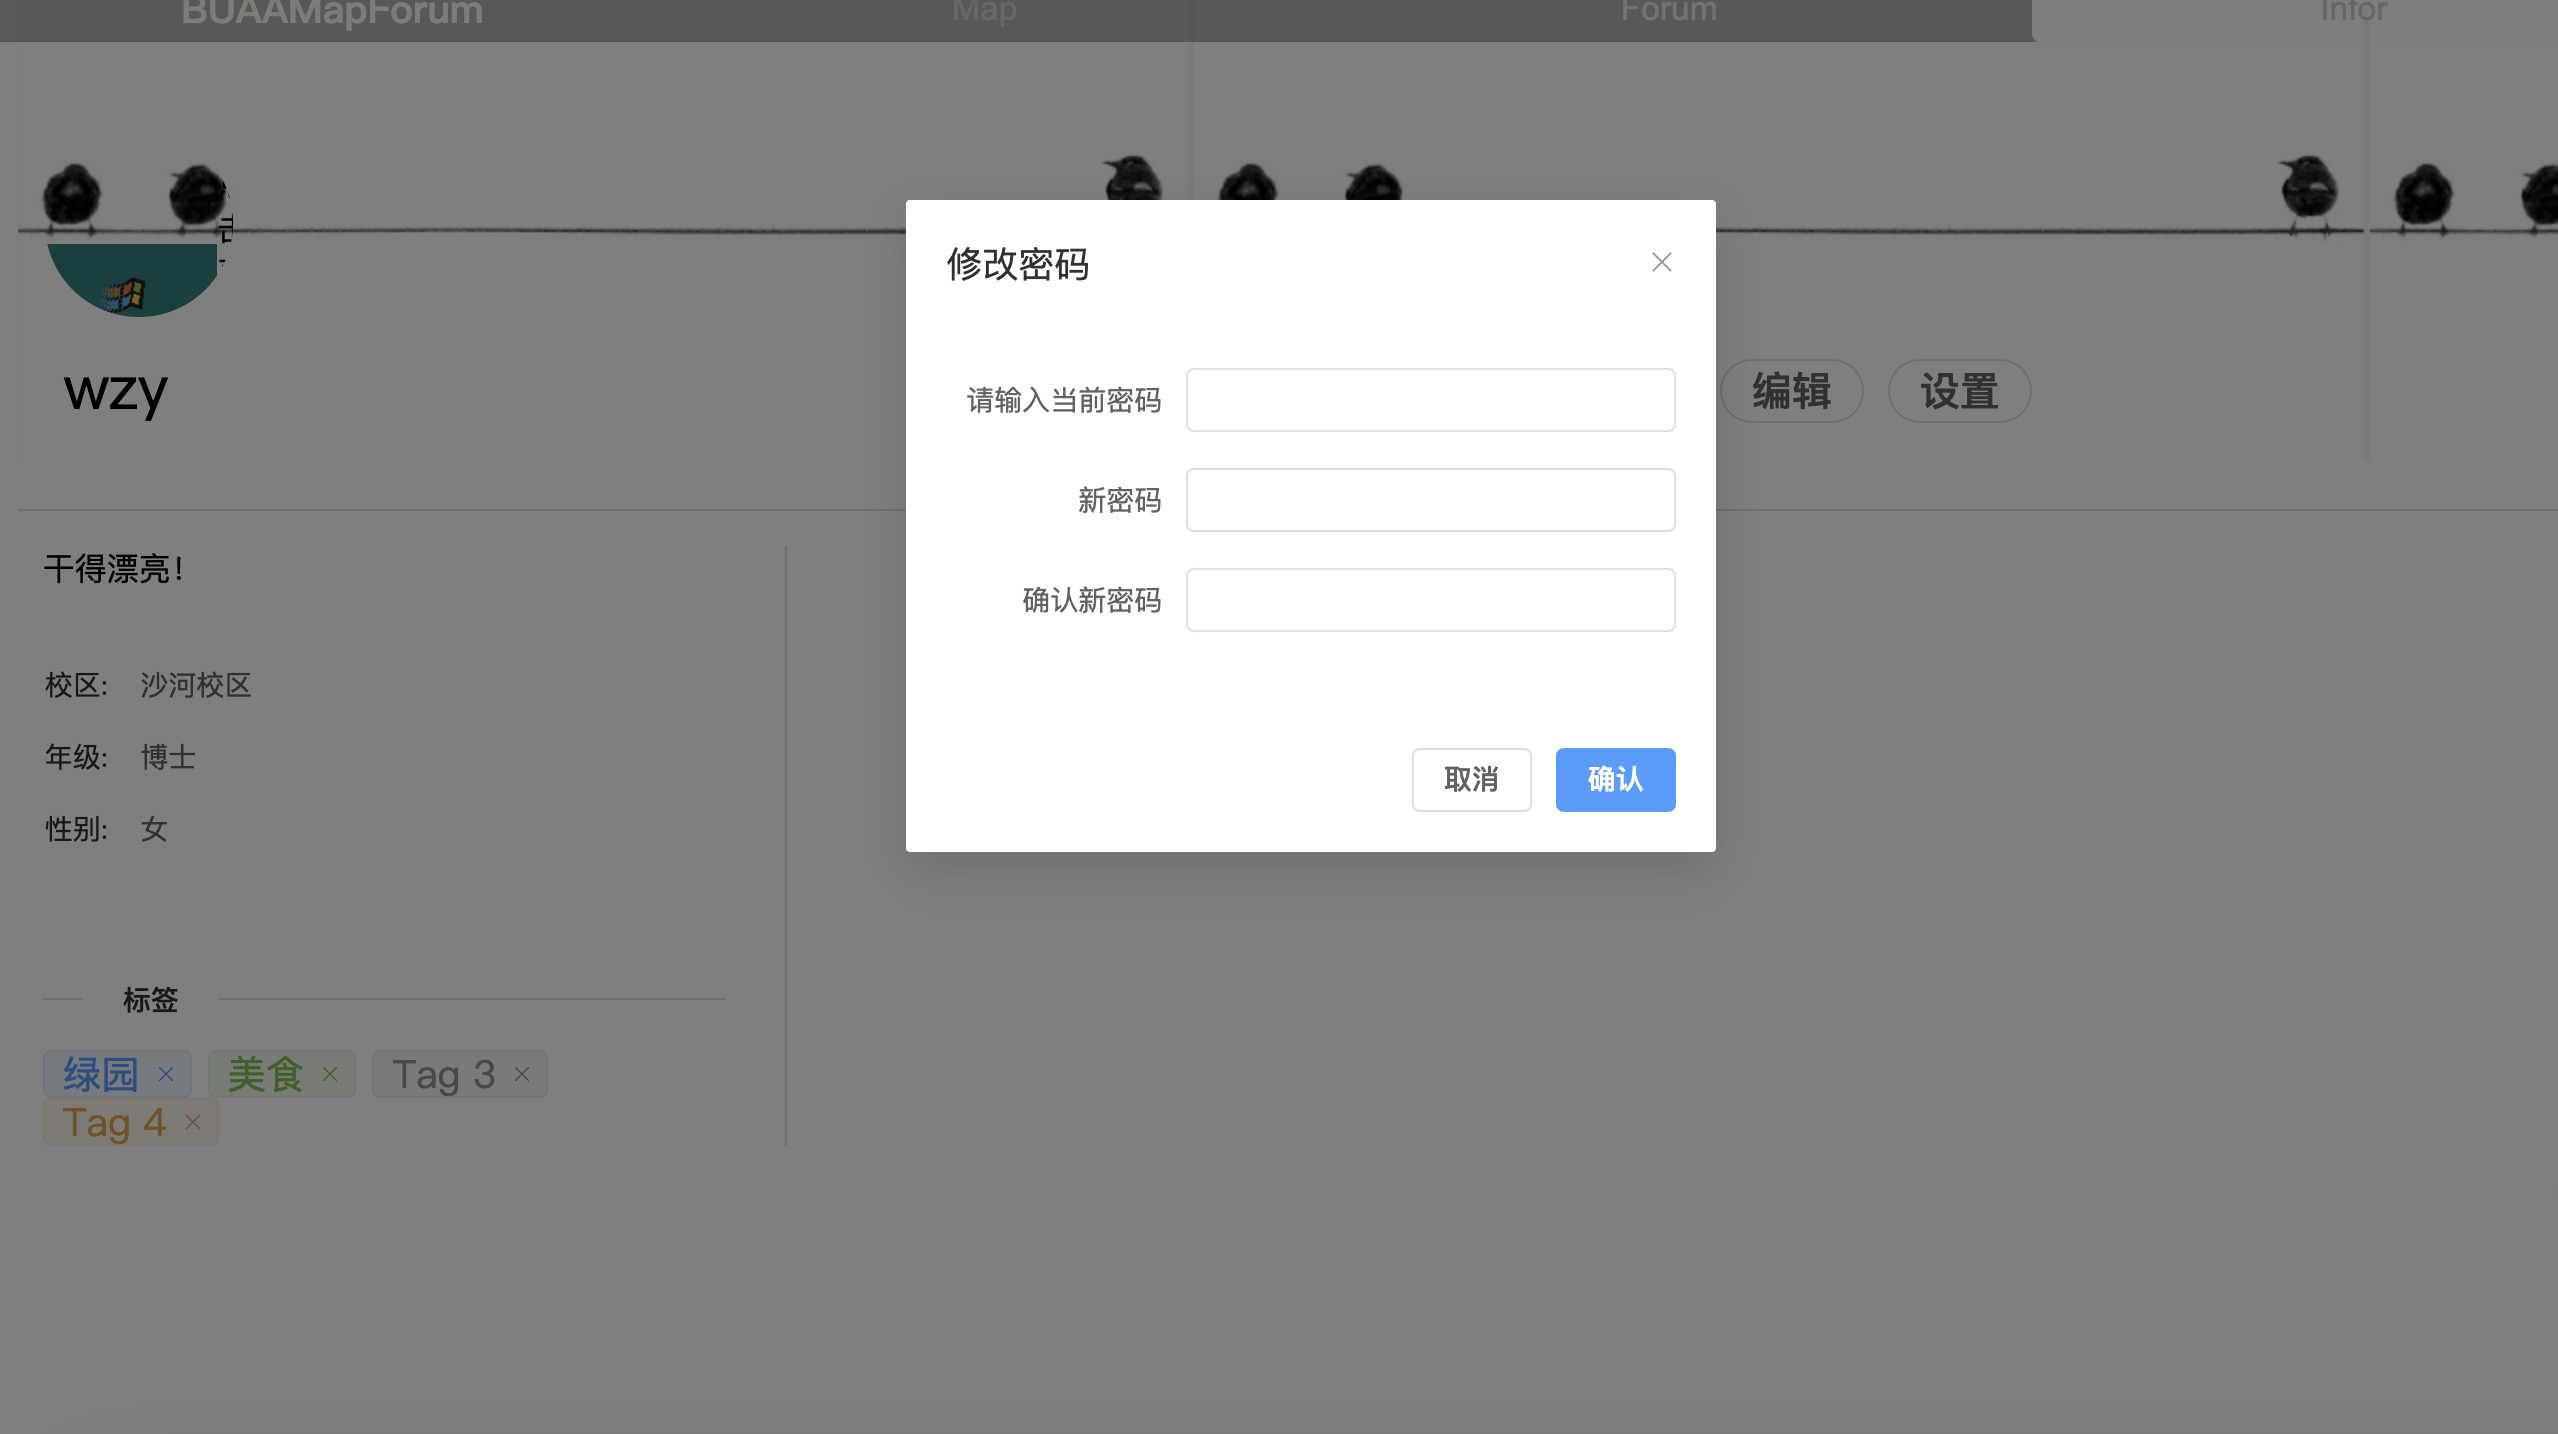 BUAAMapForum
Map
Forum
Infor
修改密码
请输入当前密码
新密码
确认新密码
取消
确认
wzy
编辑
设置
干得漂亮！
校区: 沙河校区
年级: 博士
性别: 女
标签
绿园
美食
Tag 3
Tag 4